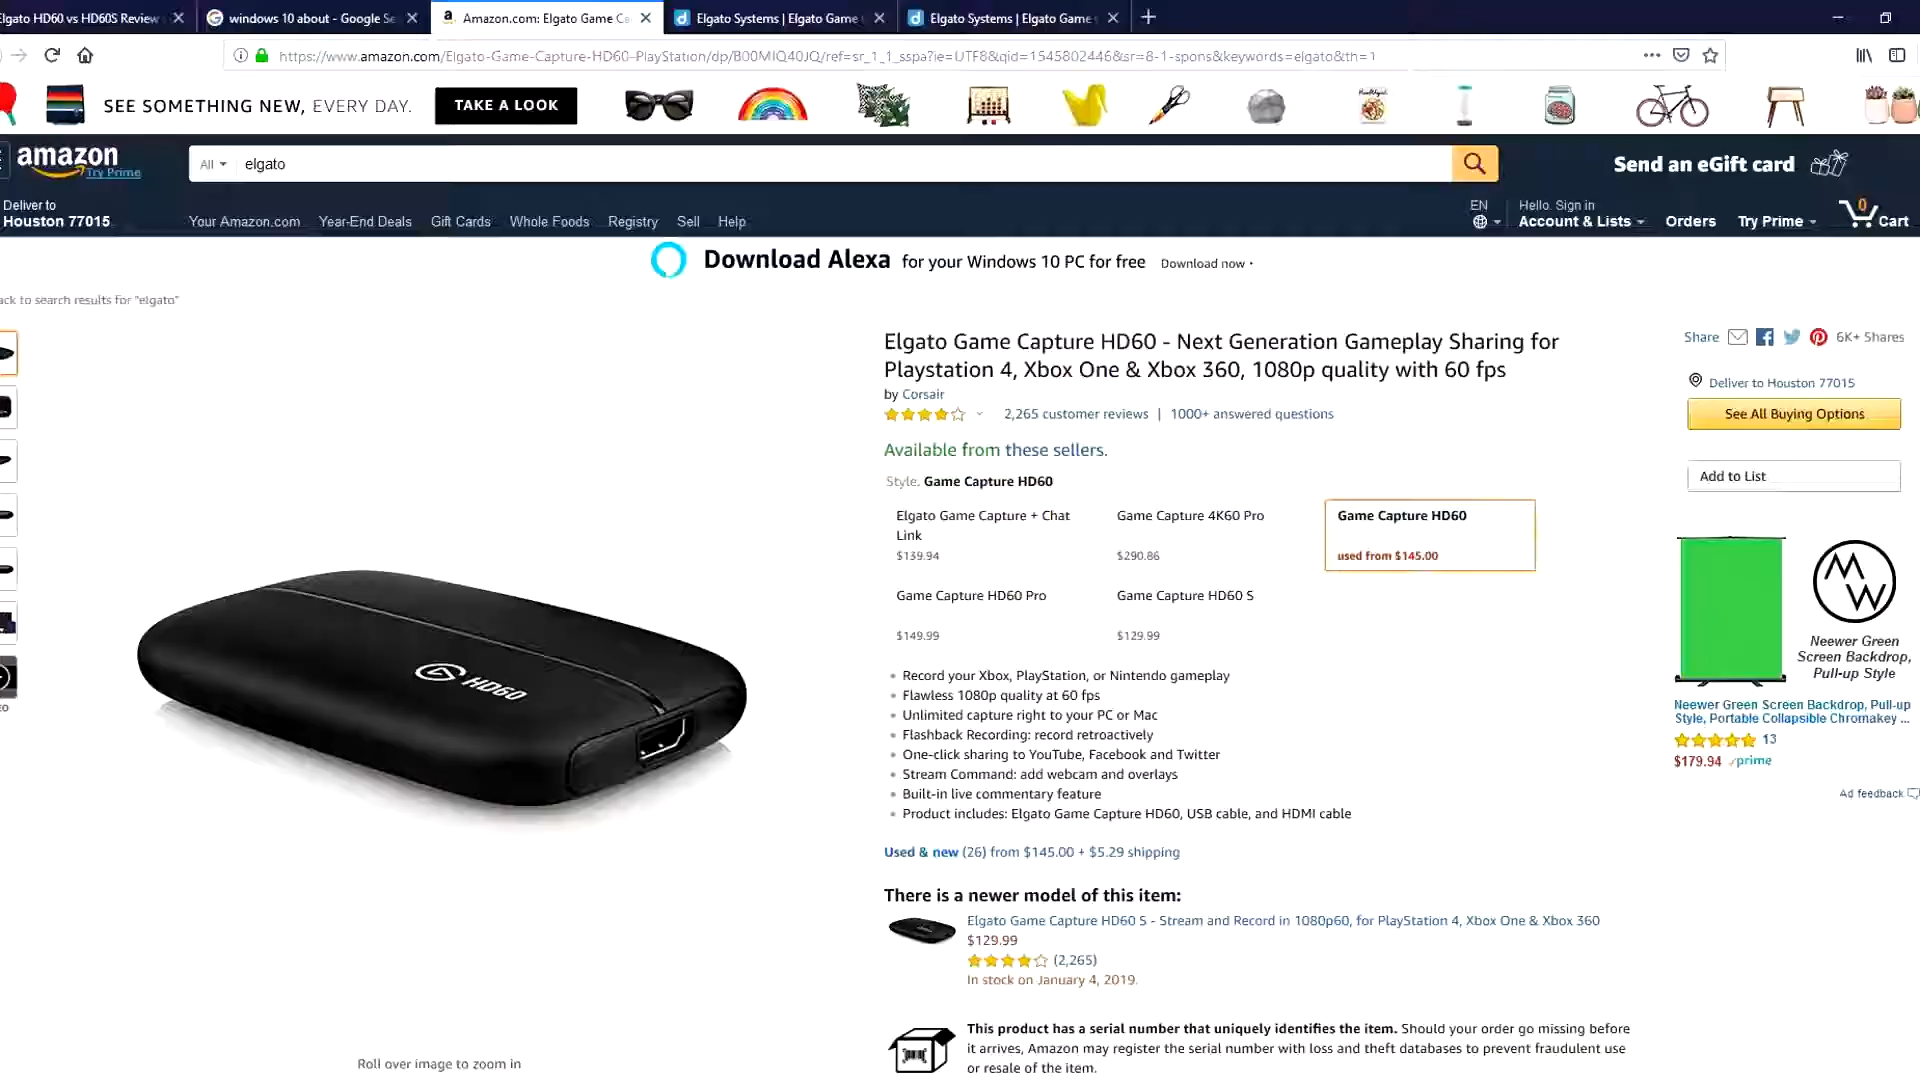 lgato HD60 vs HD60S Review
windows 10 about - Google Se
Amazon.com: Elgato Game C
Elgato Systems | Elgato Game
Elgato Systems | Elgato Game
https://www.amazon.com/Elgato-Game-Capture-HD60-PlayStation/dp/B00MIQ40JQ/ref=sr_1_1_sspa?ie=UTF8&qid=1545802446&sr=8-1-spons&keywords=elgato&th=1
SEE SOMETHING NEW, EVERY DAY.
TAKE A LOOK
amazon
Try Prime
All
elgato
Send an eGift card
Deliver to
Houston 77015
Your Amazon.com
Year-End Deals
Gift Cards
Whole Foods
Registry
Sell
Help
EN
Hello. Sign in
Account & Lists
Orders
Try Prime
0
Cart
Download Alexa for your Windows 10 PC for free Download now
ack to search results for "elgato"
Elgato Game Capture HD60 - Next Generation Gameplay Sharing for
Playstation 4, Xbox One & Xbox 360, 1080p quality with 60 fps
by Corsair
2,265 customer reviews | 1000+ answered questions
Available from these sellers.
Style. Game Capture HD60
Elgato Game Capture + Chat
Link
$139.94
Game Capture 4K60 Pro
$290.86
Game Capture HD60
used from $145.00
Game Capture HD60 Pro
$149.99
Game Capture HD60 S
$129.99
Record your Xbox, PlayStation, or Nintendo gameplay
Flawless 1080p quality at 60 fps
Unlimited capture right to your PC or Mac
Flashback Recording: record retroactively
One-click sharing to YouTube, Facebook and Twitter
Stream Command: add webcam and overlays
Built-in live commentary feature
Product includes: Elgato Game Capture HD60, USB cable, and HDMI cable
Used & new (26) from $145.00 + $5.29 shipping
There is a newer model of this item:
Elgato Game Capture HD60 S - Stream and Record in 1080p60, for PlayStation 4, Xbox One & Xbox 360
$129.99
(2,265)
In stock on January 4, 2019.
This product has a serial number that uniquely identifies the item. Should your order go missing before
it arrives, Amazon may register the serial number with loss and theft databases to prevent fraudulent use
or resale of the item.
HD60
Roll over image to zoom in
Share
6K+ Shares
Deliver to Houston 77015
See All Buying Options
Add to List
MW
Neewer Green
Screen Backdrop,
Pull-up Style
Neewer Green Screen Backdrop, Pull-up
Style, Portable Collapsible Chromakey ...
13
$179.94 prime
Ad feedback